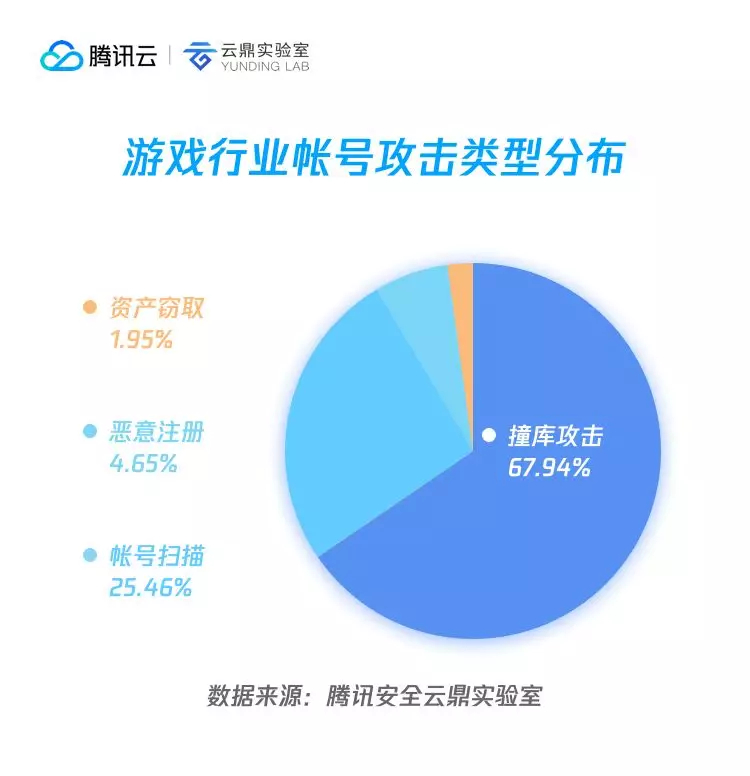 腾讯云
云鼎实验室
YUNDING LAB
游戏行业帐号攻击类型分布
资产窃取
1.95%
恶意注册
4.65%
帐号扫描
25.46%
撞库攻击
67.94%
数据来源：腾讯安全云鼎实验室